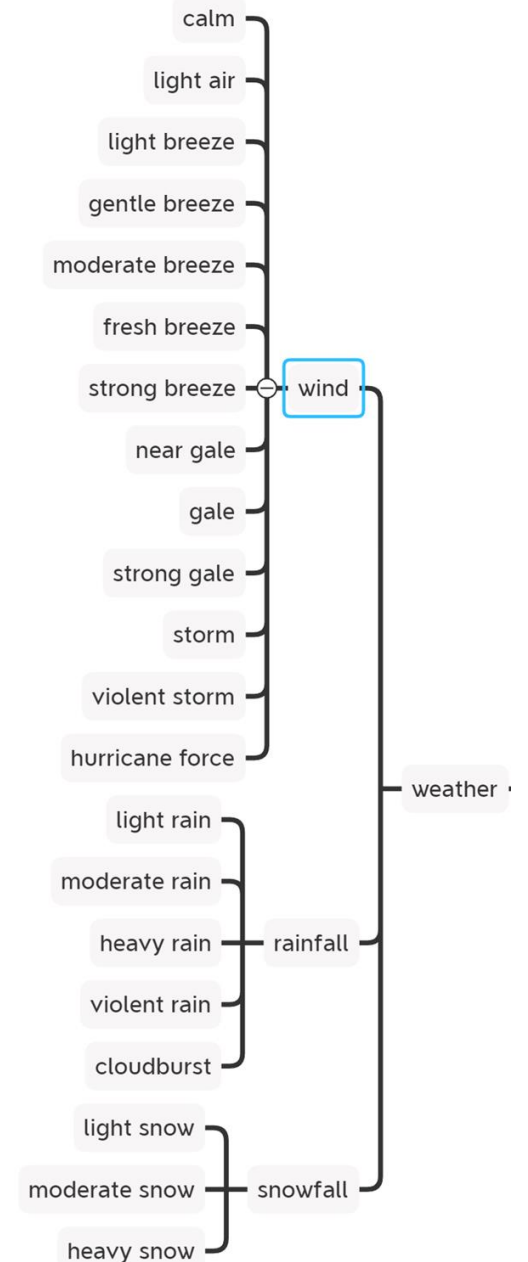 calm
light air
light breeze
gentle breeze
moderate breeze
fresh breeze
strong breeze
wind
near gale
gale
strong gale
storm
violent storm
hurricane force
weather
light rain
moderate rain
heavy rain
rainfall
violent rain
cloudburst
light snow
moderate snow
snowfall
heavy snow